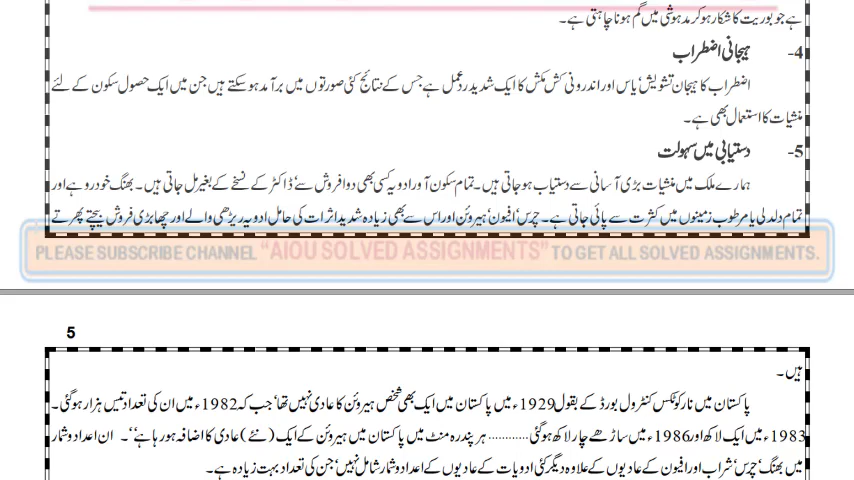 ہے جو بوریت کا شکار ہو کر مدہوشی میں گم ہونا چاہتی ہے۔
4- ہیجانی اضطراب
اضطراب کا ہیجان تشویش‘ یاس اور اندرونی کش مکش کا ایک شدید ردعمل ہے جس کے نتائج کئی صورتوں میں برآمد ہو سکتے ہیں جن میں ایک حصول سکون کے لئے
منشیات کا استعمال بھی ہے۔
5- دستیابی میں سہولت
ہمارے ملک میں منشیات بڑی آسانی سے دستیاب ہو جاتی ہیں۔ تمام سکون آور ادویہ کسی بھی دوا فروش سے‘ ڈاکٹر کے نسخے کے بغیر مل جاتی ہیں۔ بھنگ خودرو ہے اور
تمام دلدلی یا مرطوب زمینوں میں کثرت سے پائی جاتی ہے۔ چرس‘ افیون‘ ہیروئن اور اس سے بھی زیادہ شدید اثرات کی حامل ادویہ ریڑھی والے اور چھابڑی فروش بیچتے پھرتے
PLEASE SUBSCRIBE CHANNEL "AIOU SOLVED ASSIGNMENTS" TO GET ALL SOLVED ASSIGNMENTS.
5
ہیں۔
پاکستان میں نارکوٹکس کنٹرول بورڈ کے بقول 1929ء میں پاکستان میں ایک بھی شخص ہیروئن کا عادی نہیں تھا‘ جب کہ 1982ء میں ان کی تعداد تیس ہزار ہو گئی۔
1983ء میں ایک لاکھ اور 1986ء میں ساڑھے چار لاکھ ہو گئی ............ ہر پندرہ منٹ میں پاکستان میں ہیروئن کے ایک (نئے) عادی کا اضافہ ہو رہا ہے‘‘۔ ان اعداد و شمار
میں بھنگ‘ چرس‘ شراب اور افیون کے عادیوں کے علاوہ دیگر کئی ادویات کے عادیوں کے اعداد و شمار شامل نہیں‘ جن کی تعداد بہت زیادہ ہے۔